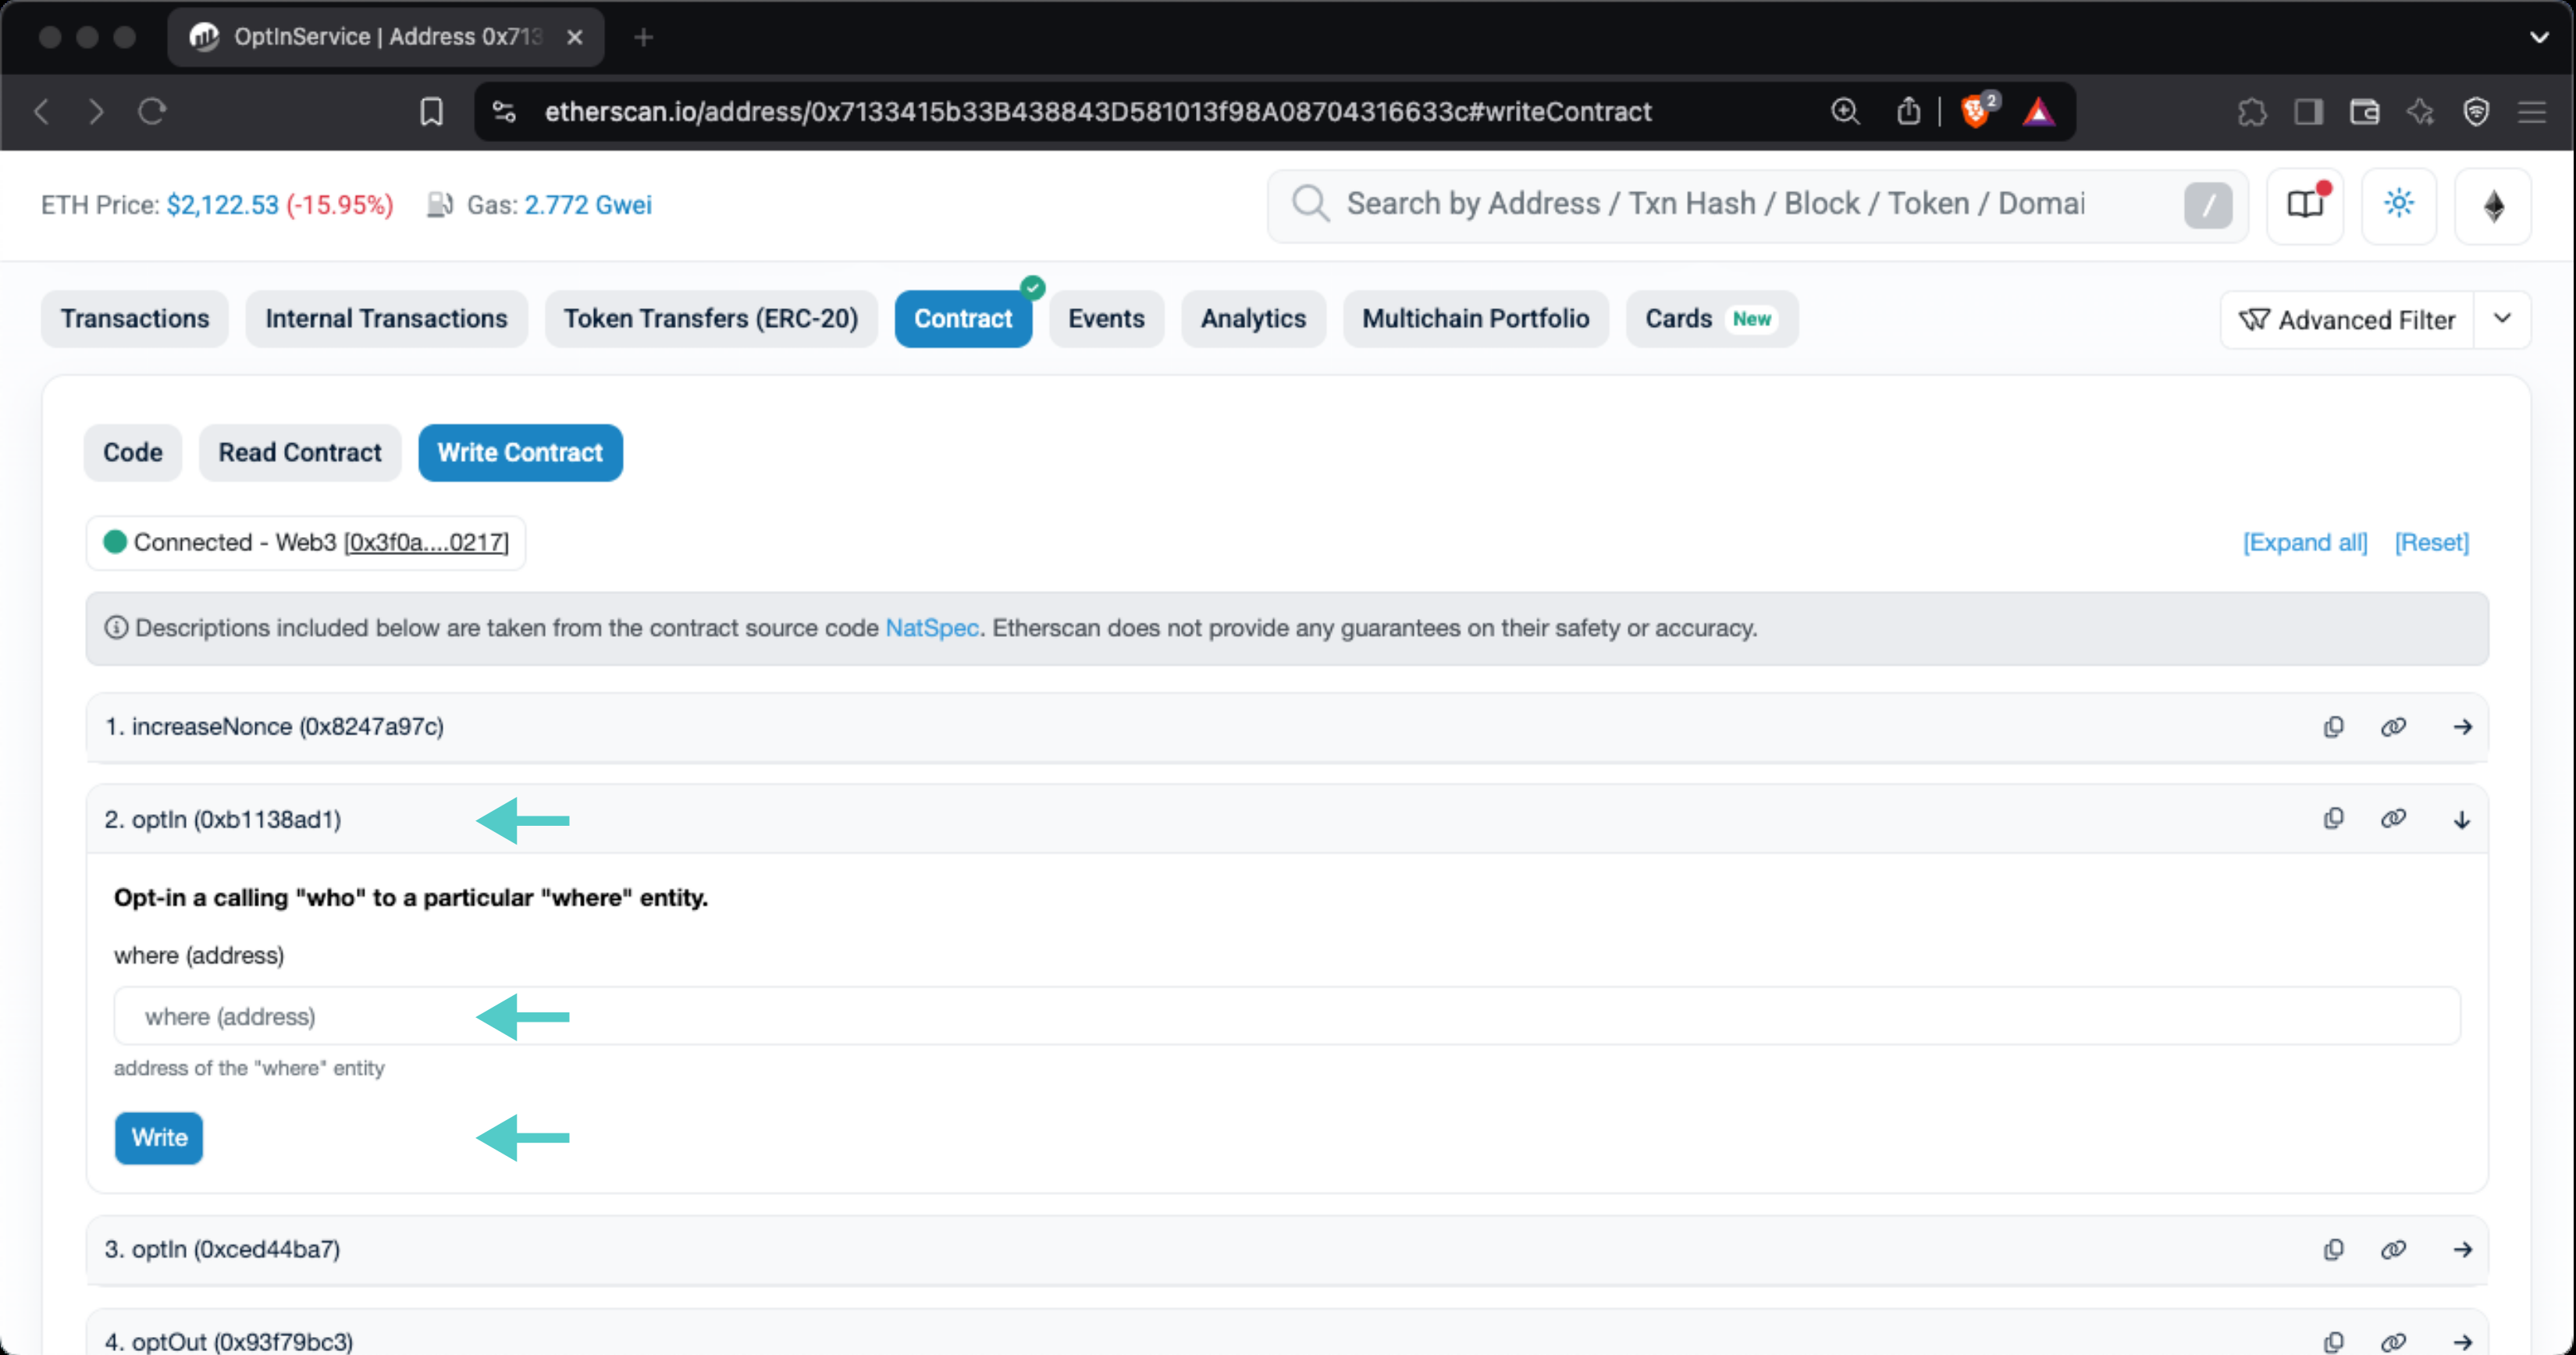 OptInService | Address 0x713
etherscan.io/address/0x7133415b33B438843D581013f98A08704316633c#writeContract
2
ETH Price: $2,122.53 (-15.95%) Gas: 2.772 Gwei
Search by Address / Txn Hash / Block / Token / Domai
/
Transactions
Internal Transactions
Token Transfers (ERC-20)
Contract
Events
Analytics
Multichain Portfolio
Cards New
Advanced Filter
Code
Read Contract
Write Contract
Connected - Web3 [0x3f0a....0217]
[Expand all] [Reset]
Descriptions included below are taken from the contract source code NatSpec. Etherscan does not provide any guarantees on their safety or accuracy.
1. increaseNonce (0x8247a97c)
2. optIn (0xb1138ad1)
Opt-in a calling "who" to a particular "where" entity.
where (address)
where (address)
address of the "where" entity
Write
3. optIn (0xced44ba7)
4. optOut (0x93f79bc3)